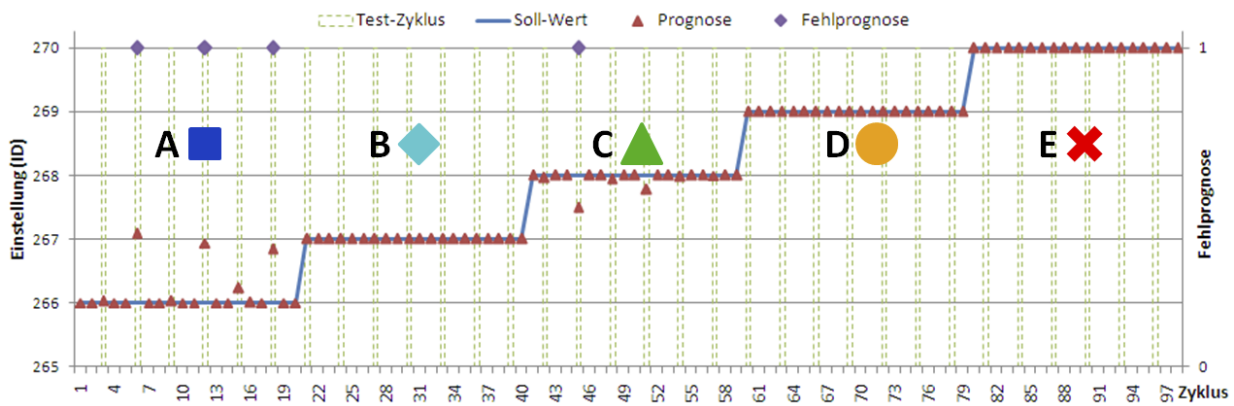 Test-Zyklus Soll-Wert Prognose Fehlprognose
Einstellung (ID)
270
269
268
267
266
265
A B C D E
1
0
Fehlprognose
1 4 7 10 13 16 19 22 25 28 31 34 37 40 43 46 49 52 55 58 61 64 67 70 73 76 79 82 85 88 91 94 97 Zyklus